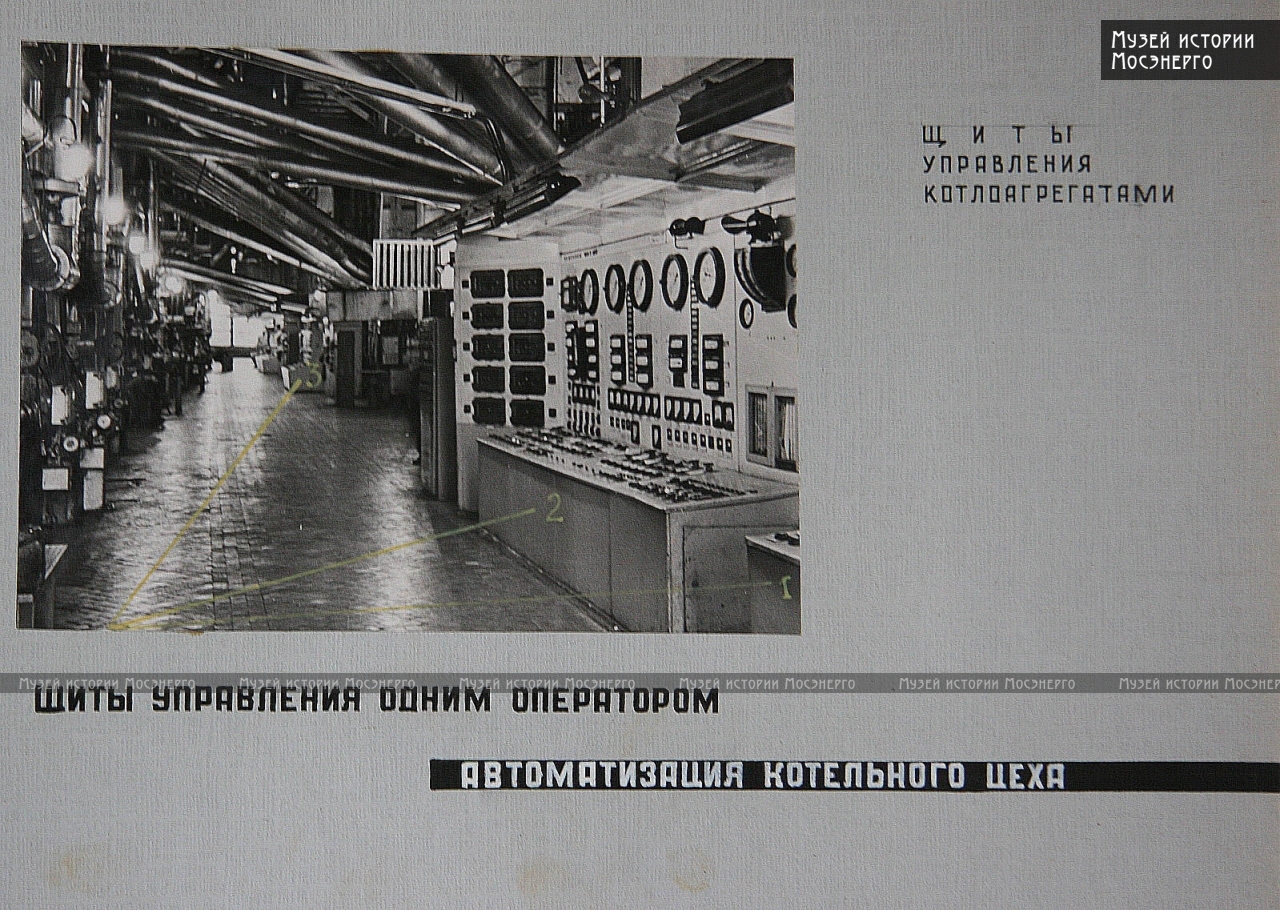 Музей истории
Мосэнерго
ЩИТЫ
УПРАВЛЕНИЯ
КОТЛОАГРЕГАТАМИ
3
2
1
Музей истории Мосэнерго Музей истории Мосэнерго Музей истории Мосэнерго Музей истории Мосэнерго Музей истории Мосэнерго Музей истории Мосэнер
ЩИТЫ УПРАВЛЕНИЯ ОДНИМ ОПЕРАТОРОМ
АВТОМАТИЗАЦИЯ КОТЕЛЬНОГО ЦЕХА